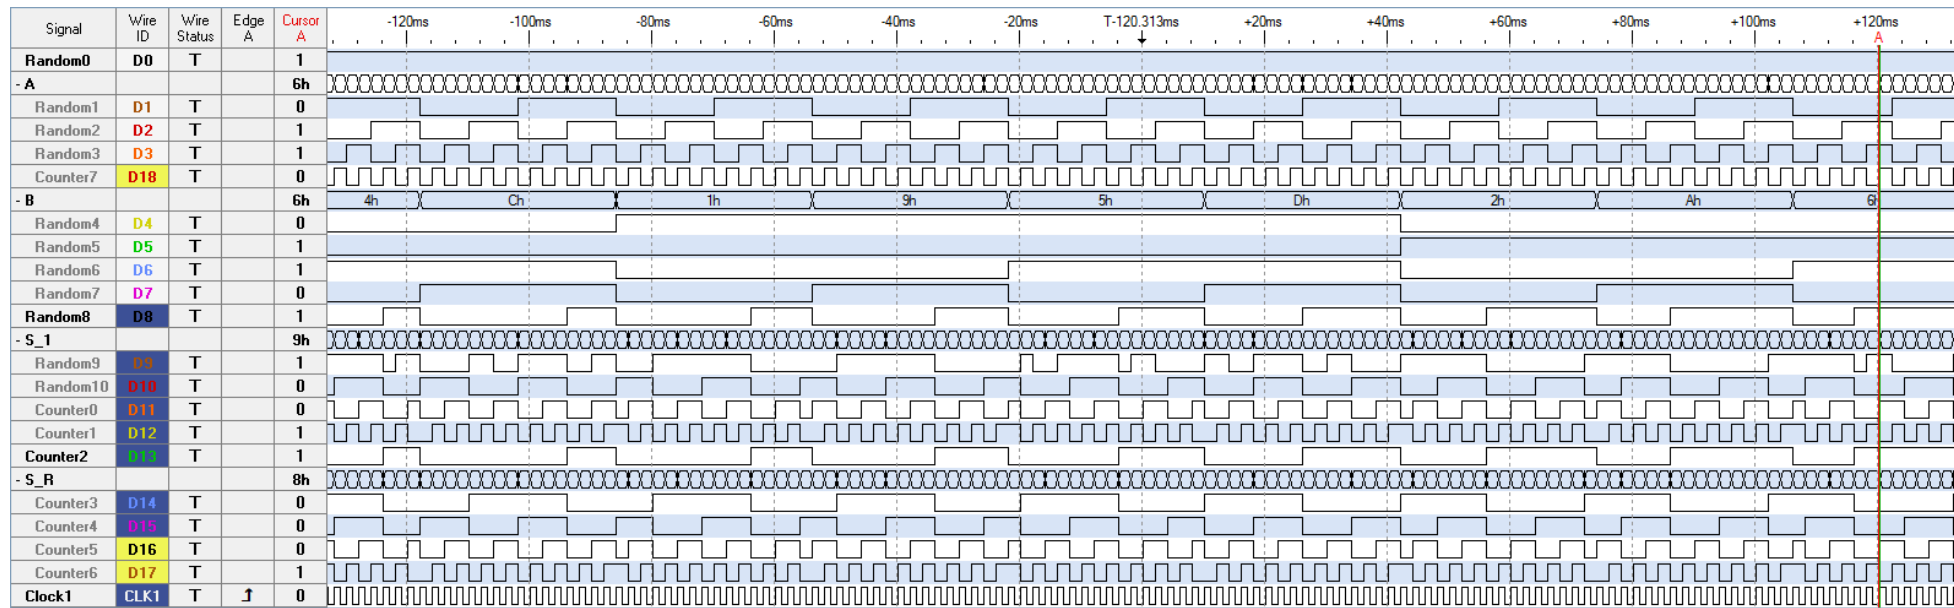 Signal Wire ID Wire Status Edge A Cursor A -120ms -100ms -80ms -60ms -40ms -20ms T-120.313ms +20ms +40ms +60ms +80ms +100ms +120ms
A
Random0 D0 T 1
- A 6h
Random1 D1 T 0
Random2 D2 T 1
Random3 D3 T 1
Counter7 D18 T 0
- B 6h 4h Ch 1h 9h 5h Dh 2h Ah 6h
Random4 D4 T 0
Random5 D5 T 1
Random6 D6 T 1
Random7 D7 T 0
Random8 D8 T 1
- S_1 9h
Random9 D9 T 1
Random10 D10 T 0
Counter0 D11 T 0
Counter1 D12 T 1
Counter2 D13 T 1
- S_R 8h
Counter3 D14 T 0
Counter4 D15 T 0
Counter5 D16 T 0
Counter6 D17 T 1
Clock1 CLK1 T 0